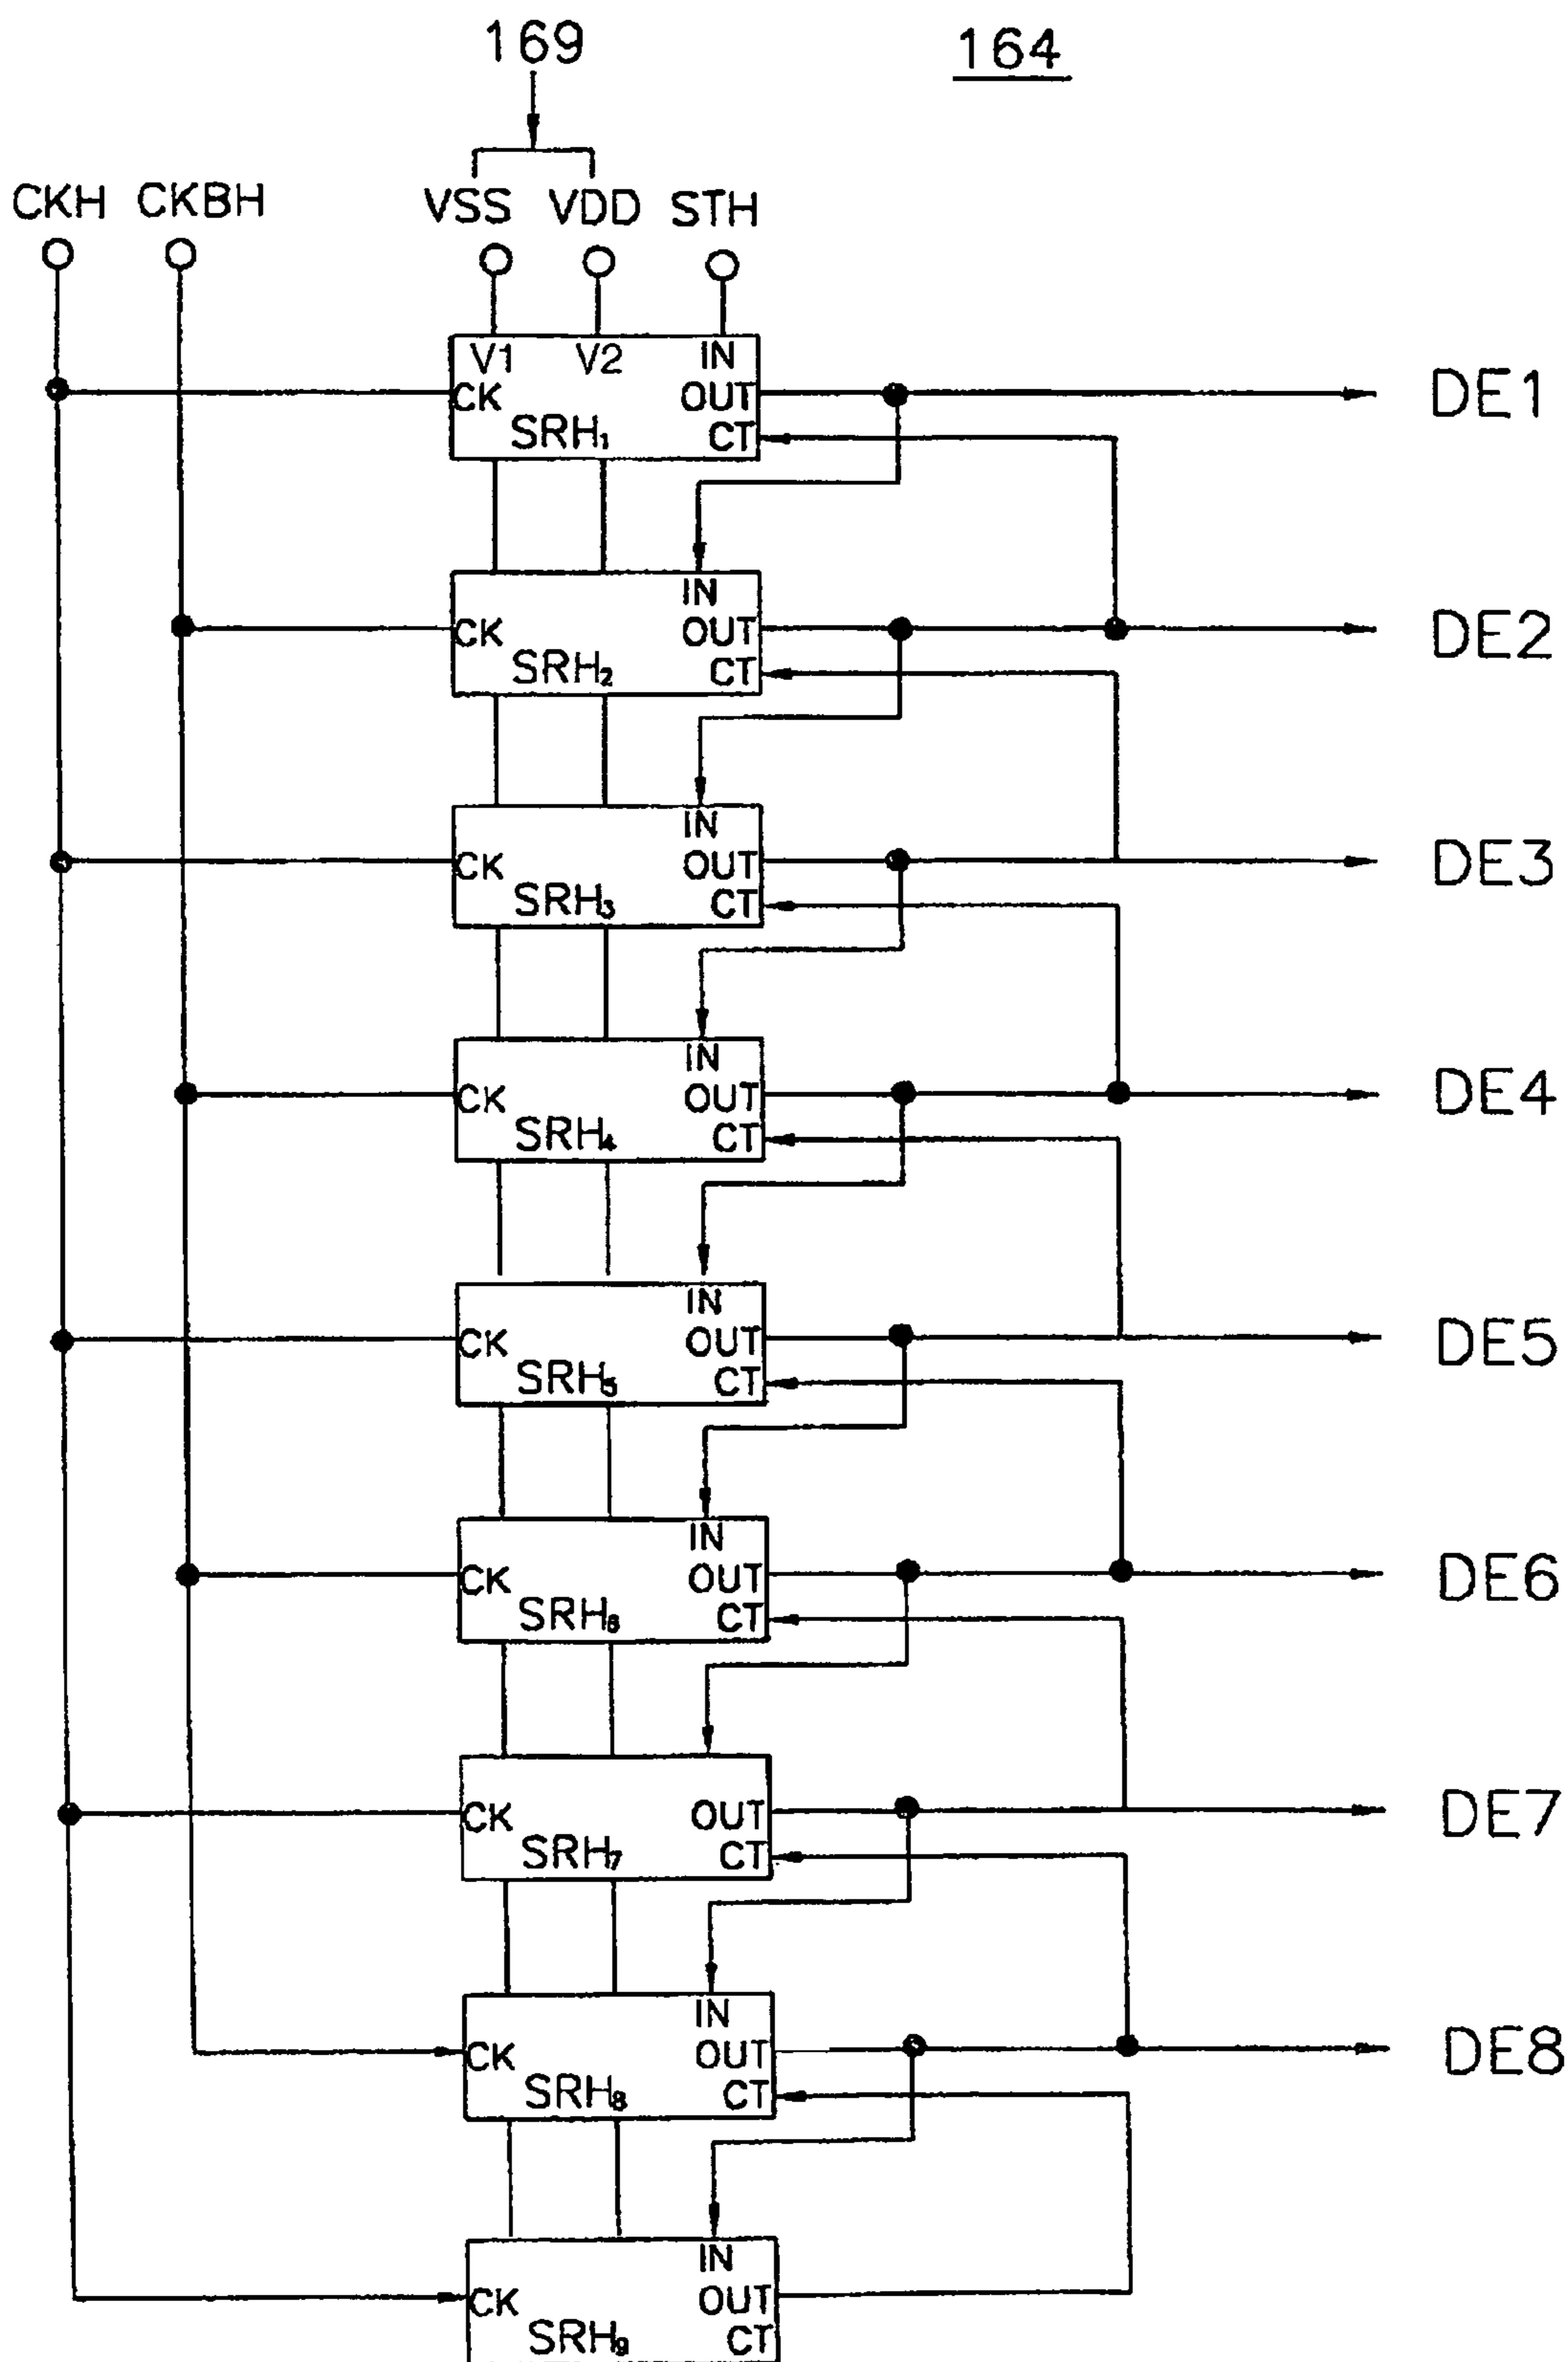 169
164
CKH CKBH VSS VDD STH
V1 V2 IN
CK OUT DE1
SRH₁ CT
IN
CK OUT DE2
SRH₂ CT
IN
CK OUT DE3
SRH₃ CT
IN
CK OUT DE4
SRH₄ CT
IN
CK OUT DE5
SRH₅ CT
IN
CK OUT DE6
SRH₆ CT
CK OUT DE7
SRH₇ CT
IN
CK OUT DE8
SRH₈ CT
IN
CK OUT
SRH₉ CT